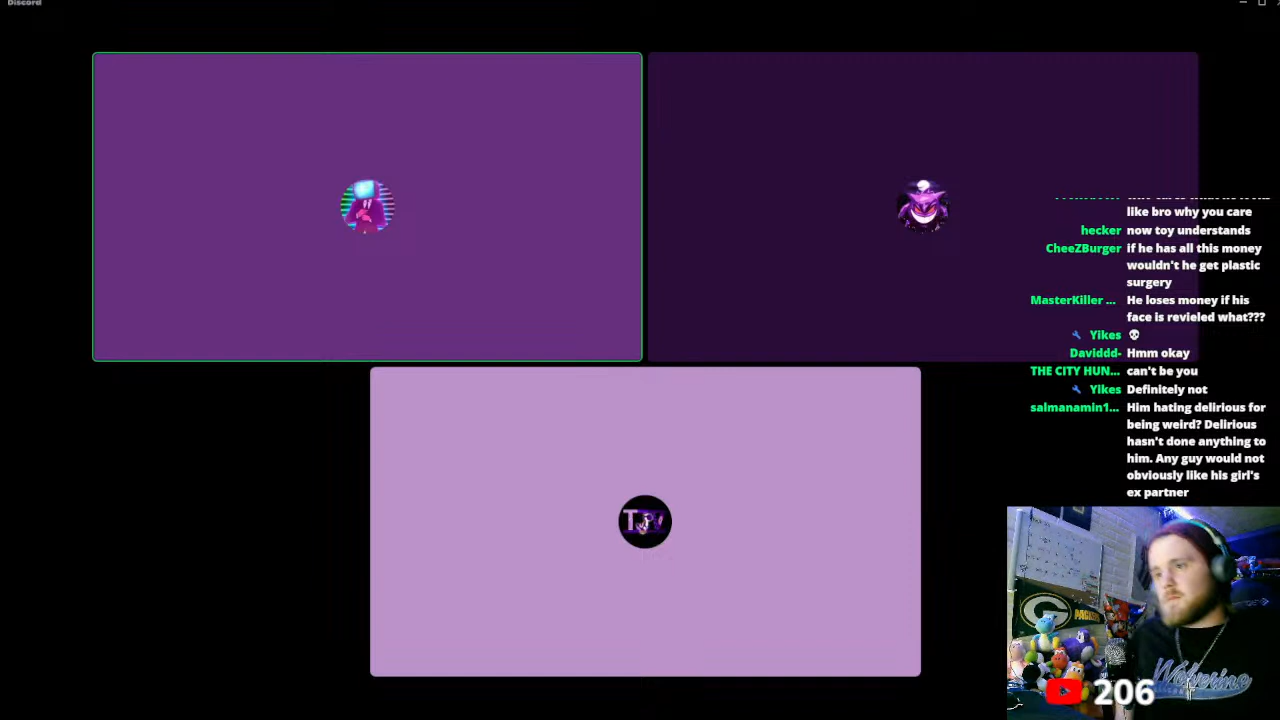 Discord
like bro why you care
hecker now toy understands
CheeZBurger if he has all this money
wouldn't he get plastic
surgery
MasterKiller ... He loses money if his
face is revieled what???
Yikes 💀
Daviddd- Hmm okay
THE CITY HUN... can't be you
Yikes Definitely not
salmanamin1... Him hating delirious for
being weird? Delirious
hasn't done anything to
him. Any guy would not
obviously like his girl's
ex partner
PACKERS
Wolverine
206